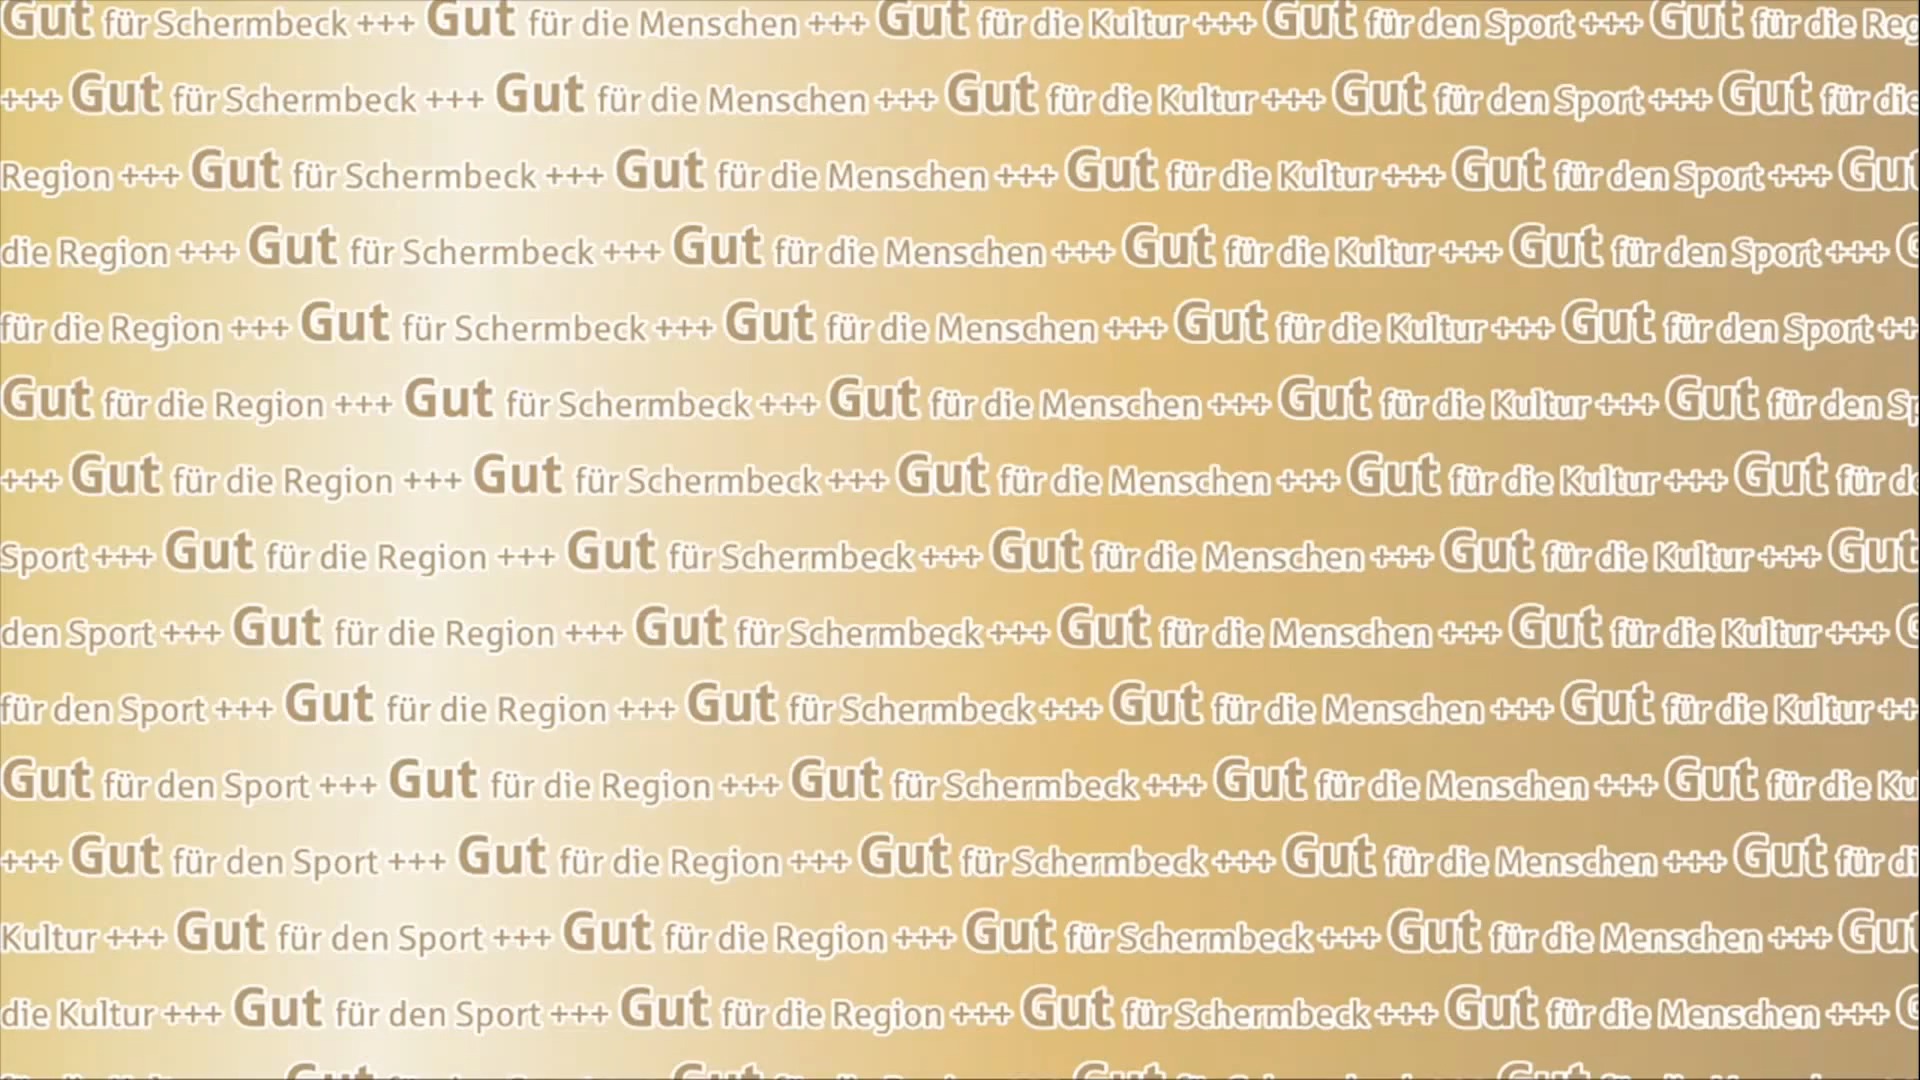 Gut für Schermbeck +++ Gut für die Menschen +++ Gut für die Kultur +++ Gut für den Sport +++ Gut für die Reg
+++ Gut für Schermbeck +++ Gut für die Menschen +++ Gut für die Kultur +++ Gut für den Sport +++ Gut für die
Region +++ Gut für Schermbeck +++ Gut für die Menschen +++ Gut für die Kultur +++ Gut für den Sport +++ Gut
die Region +++ Gut für Schermbeck +++ Gut für die Menschen +++ Gut für die Kultur +++ Gut für den Sport +++ G
für die Region +++ Gut für Schermbeck +++ Gut für die Menschen +++ Gut für die Kultur +++ Gut für den Sport ++
Gut für die Region +++ Gut für Schermbeck +++ Gut für die Menschen +++ Gut für die Kultur +++ Gut für den Sp
+++ Gut für die Region +++ Gut für Schermbeck +++ Gut für die Menschen +++ Gut für die Kultur +++ Gut für de
Sport +++ Gut für die Region +++ Gut für Schermbeck +++ Gut für die Menschen +++ Gut für die Kultur +++ Gut
den Sport +++ Gut für die Region +++ Gut für Schermbeck +++ Gut für die Menschen +++ Gut für die Kultur +++ G
für den Sport +++ Gut für die Region +++ Gut für Schermbeck +++ Gut für die Menschen +++ Gut für die Kultur ++
Gut für den Sport +++ Gut für die Region +++ Gut für Schermbeck +++ Gut für die Menschen +++ Gut für die Ku
+++ Gut für den Sport +++ Gut für die Region +++ Gut für Schermbeck +++ Gut für die Menschen +++ Gut für di
Kultur +++ Gut für den Sport +++ Gut für die Region +++ Gut für Schermbeck +++ Gut für die Menschen +++ Gut
die Kultur +++ Gut für den Sport +++ Gut für die Region +++ Gut für Schermbeck +++ Gut für die Menschen +++ G